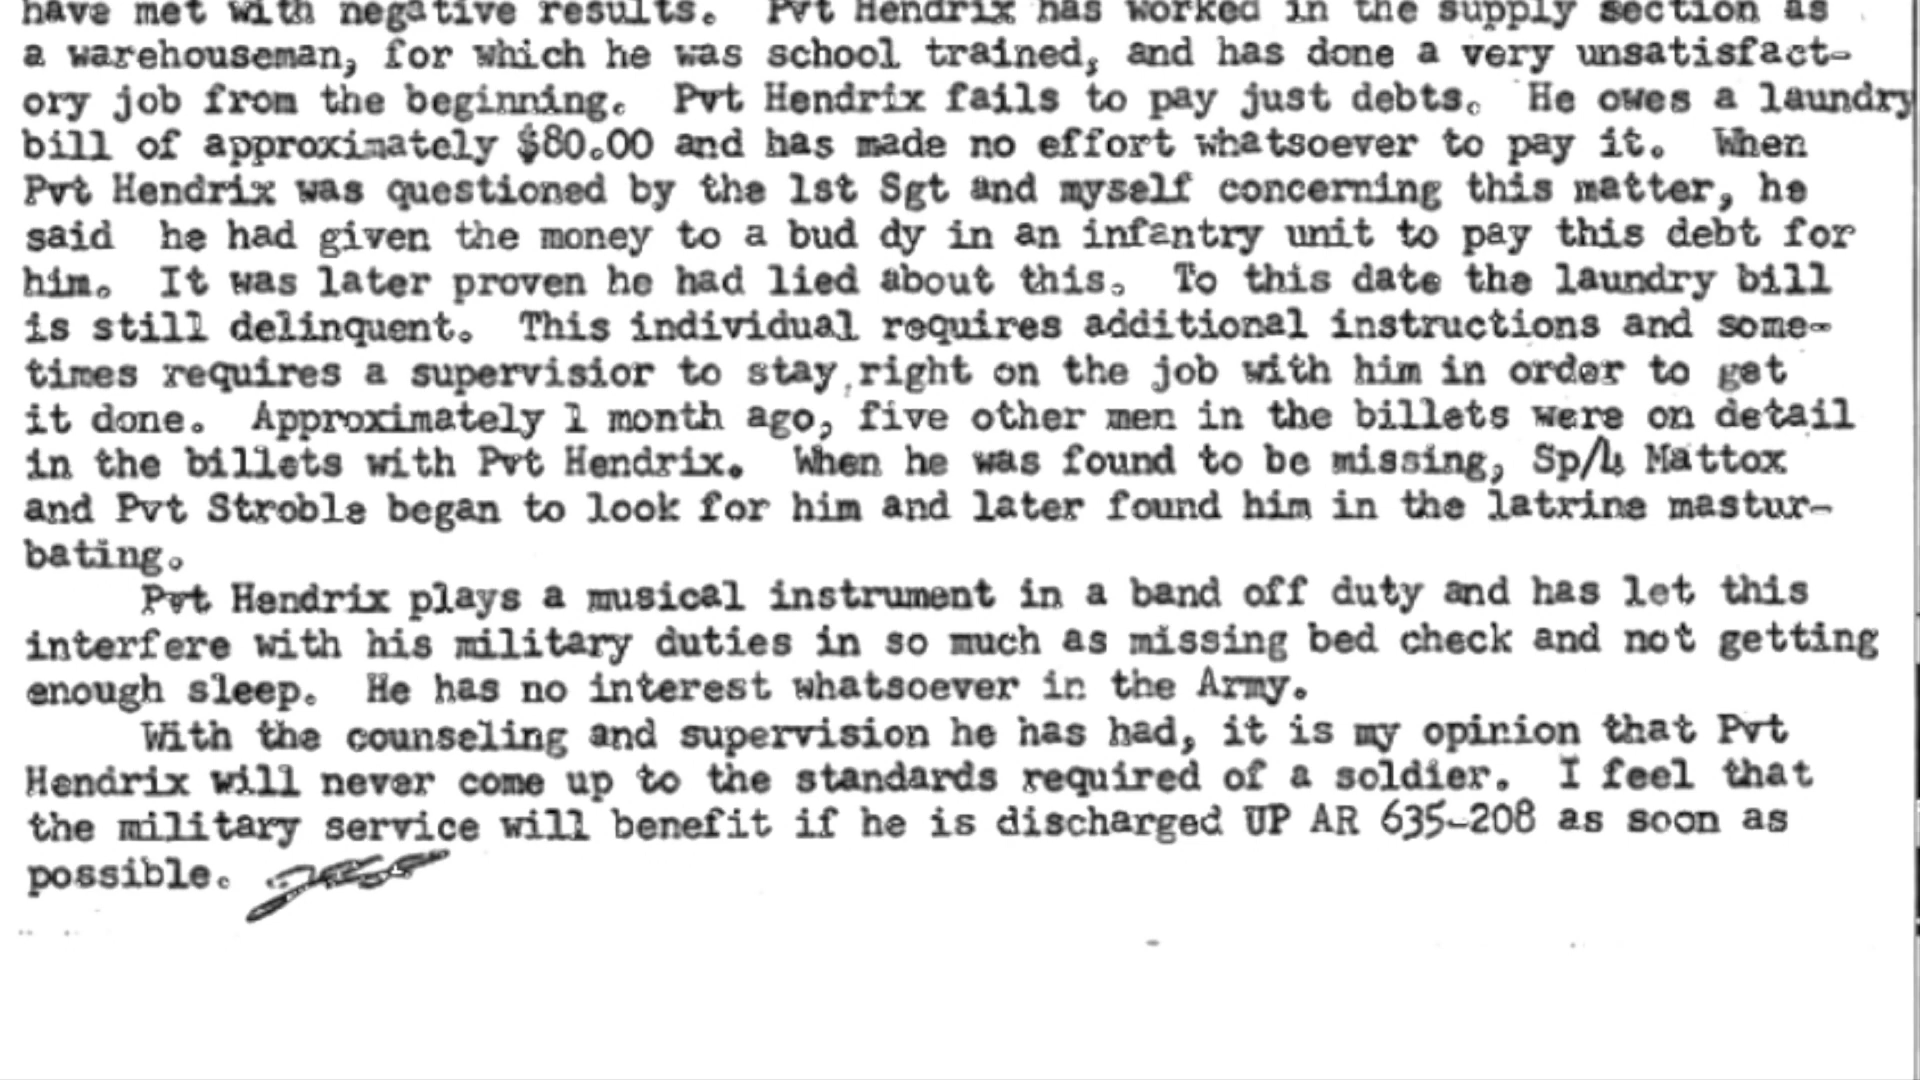 have met with negative results. Pvt Hendrix has worked in the supply section as
a warehouseman, for which he was school trained, and has done a very unsatisfact-
ory job from the beginning. Pvt Hendrix fails to pay just debts. He owes a laundry
bill of approximately $80.00 and has made no effort whatsoever to pay it. When
Pvt Hendrix was questioned by the 1st Sgt and myself concerning this matter, he
said he had given the money to a bud dy in an infantry unit to pay this debt for
him. It was later proven he had lied about this. To this date the laundry bill
is still delinquent. This individual requires additional instructions and some-
times requires a supervisior to stay right on the job with him in order to get
it done. Approximately 1 month ago, five other men in the billets were on detail
in the billets with Pvt Hendrix. When he was found to be missing, Sp/4 Mattox
and Pvt Stroble began to look for him and later found him in the latrine mastur-
bating.
Pvt Hendrix plays a musical instrument in a band off duty and has let this
interfere with his military duties in so much as missing bed check and not getting
enough sleep. He has no interest whatsoever in the Army.
With the counseling and supervision he has had, it is my opinion that Pvt
Hendrix will never come up to the standards required of a soldier. I feel that
the military service will benefit if he is discharged UP AR 635-208 as soon as
possible.